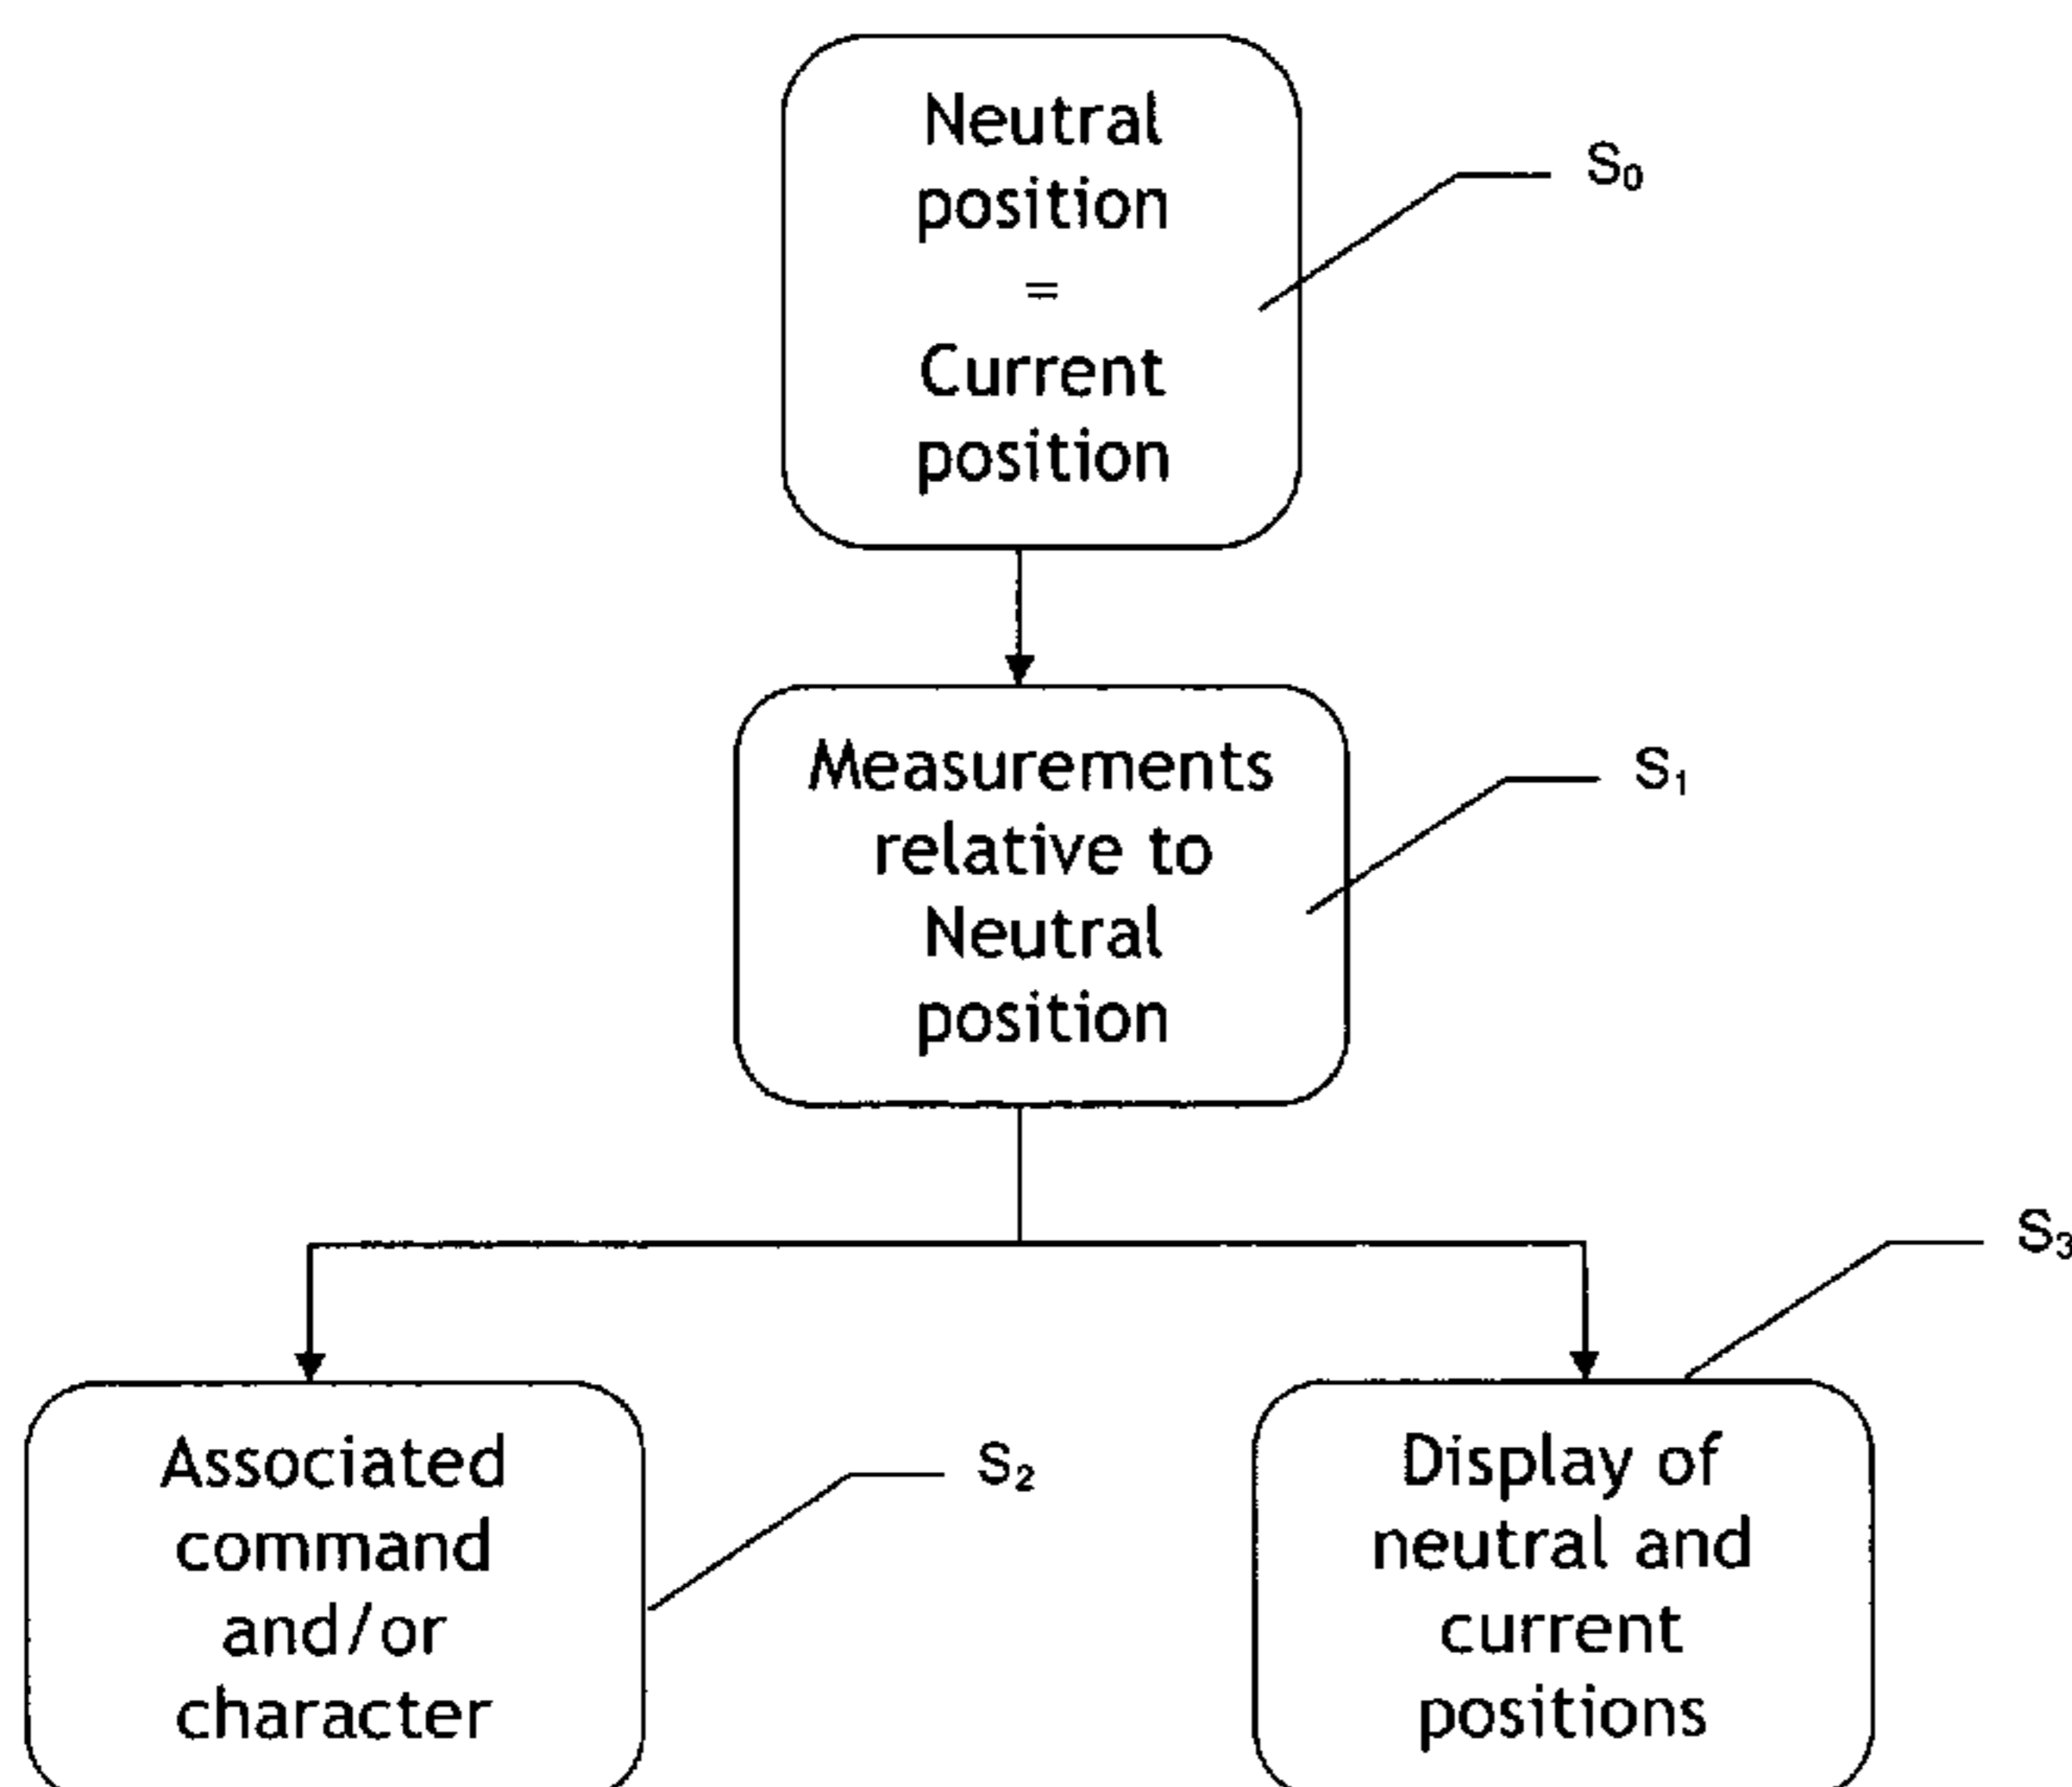 Neutral
position
=
Current
position
S₀
Measurements
relative to
Neutral
position
S₁
Associated
command
and/or
character
S₂
Display of
neutral and
current
positions
S₃